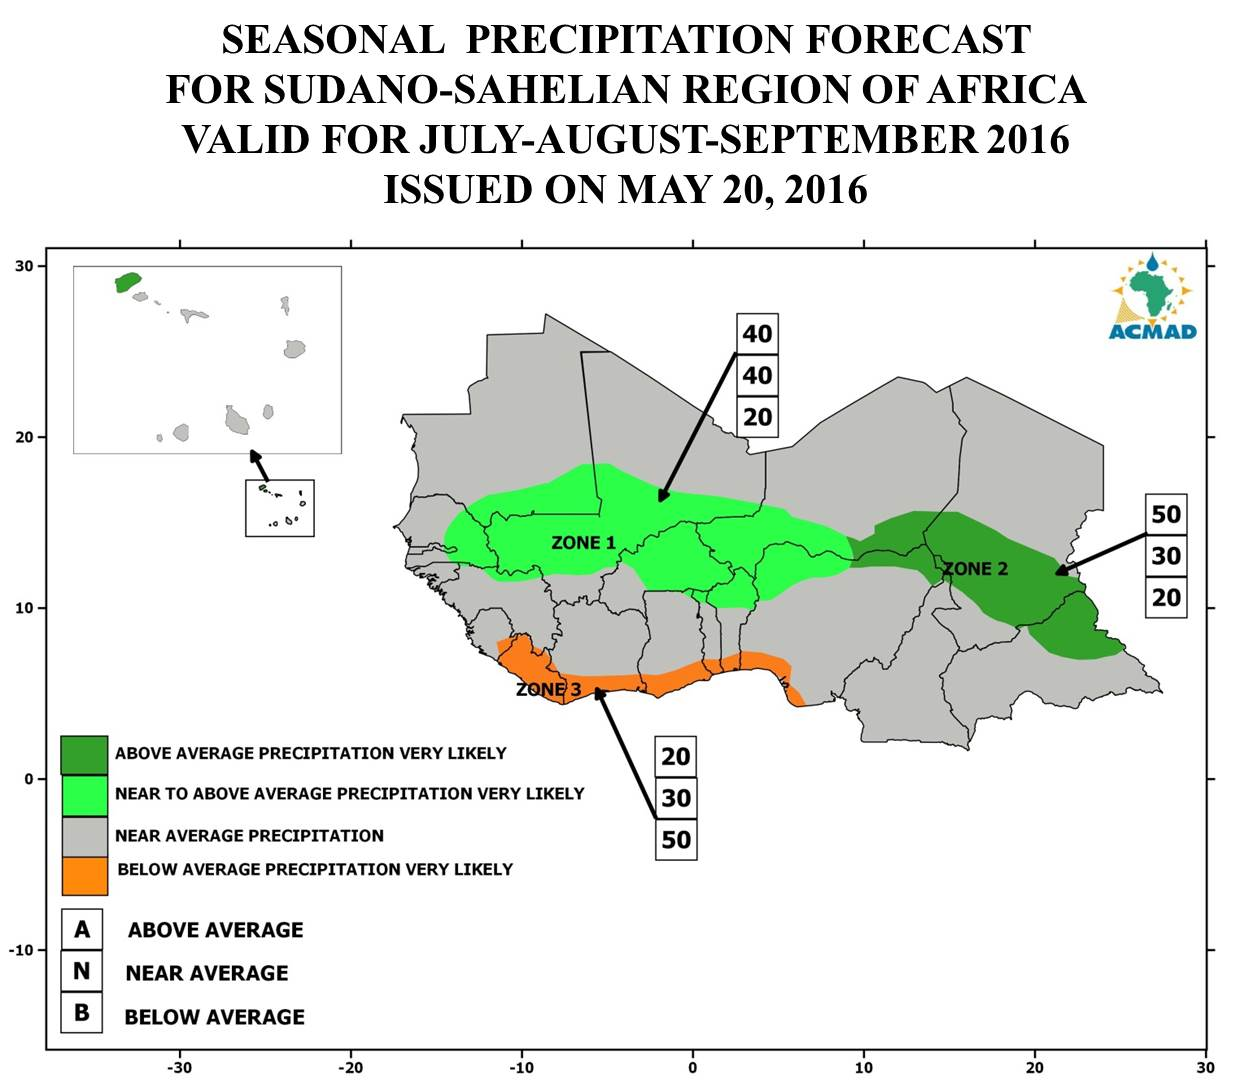 SEASONAL PRECIPITATION FORECAST
FOR SUDANO-SAHELIAN REGION OF AFRICA
VALID FOR JULY-AUGUST-SEPTEMBER 2016
ISSUED ON MAY 20, 2016
30
20
10
0
-10
ACMAD
40
40
20
50
30
20
ZONE 1
ZONE 2
ZONE 3
20
30
50
ABOVE AVERAGE PRECIPITATION VERY LIKELY
NEAR TO ABOVE AVERAGE PRECIPITATION VERY LIKELY
NEAR AVERAGE PRECIPITATION
BELOW AVERAGE PRECIPITATION VERY LIKELY
A ABOVE AVERAGE
N NEAR AVERAGE
B BELOW AVERAGE
-30 -20 -10 0 10 20 30